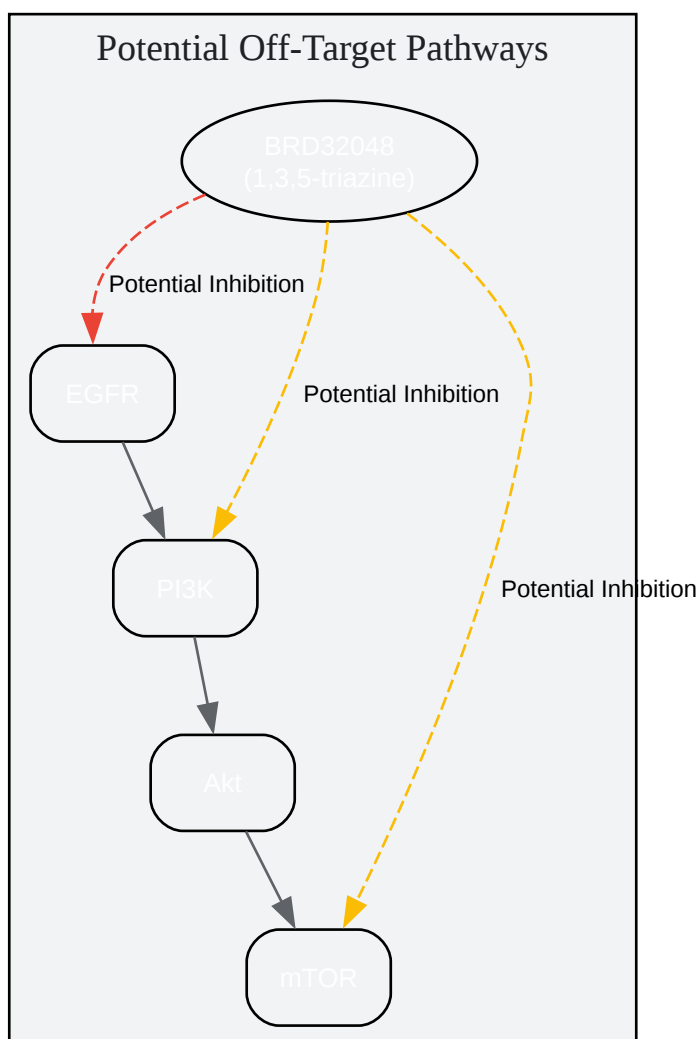 Potential Off-Target Pathways
BRD32048
(1,3,5-triazine)
Potential Inhibition
EGFR
Potential Inhibition
PI3K
Potential Inhibition
Akt
mTOR